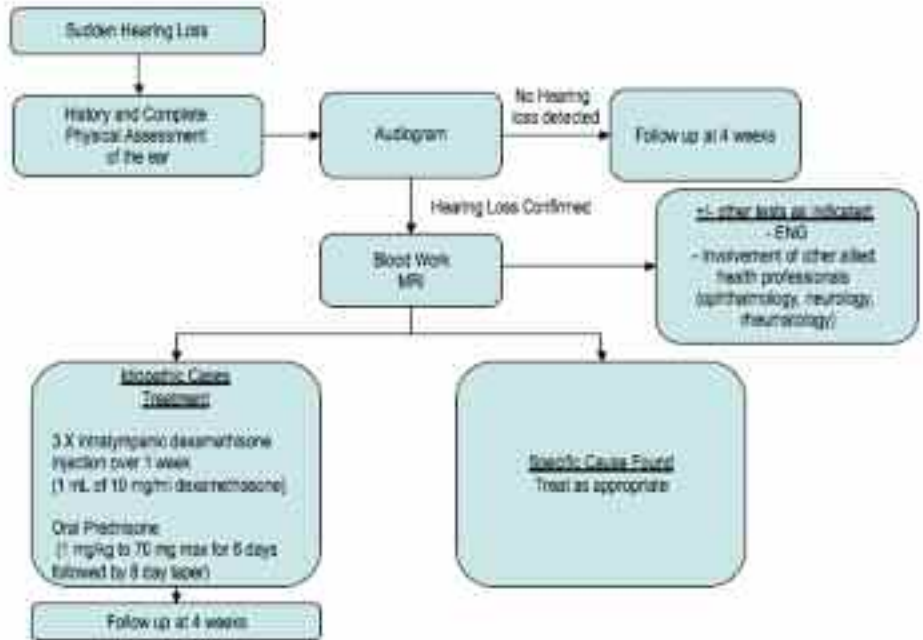 Sudden Hearing Loss
History and Complete
Physical Assessment
of the ear
Audiogram
No Hearing
loss detected
Follow up at 4 weeks
Hearing Loss Confirmed
Blood Work
MRI
+/- other tests as indicated:
- ENG
- Involvement of other allied
health professionals
(ophthalmology, neurology,
rheumatology)
Idiopathic Cases
Treatment
3 X intratympanic dexamethisone
injection over 1 week
(1 mL of 10 mg/ml dexamethasone)
Oral Prednisone
(1 mg/kg to 70 mg max for 6 days
followed by 8 day taper)
Follow up at 4 weeks
Specific Cause Found
Treat as appropriate